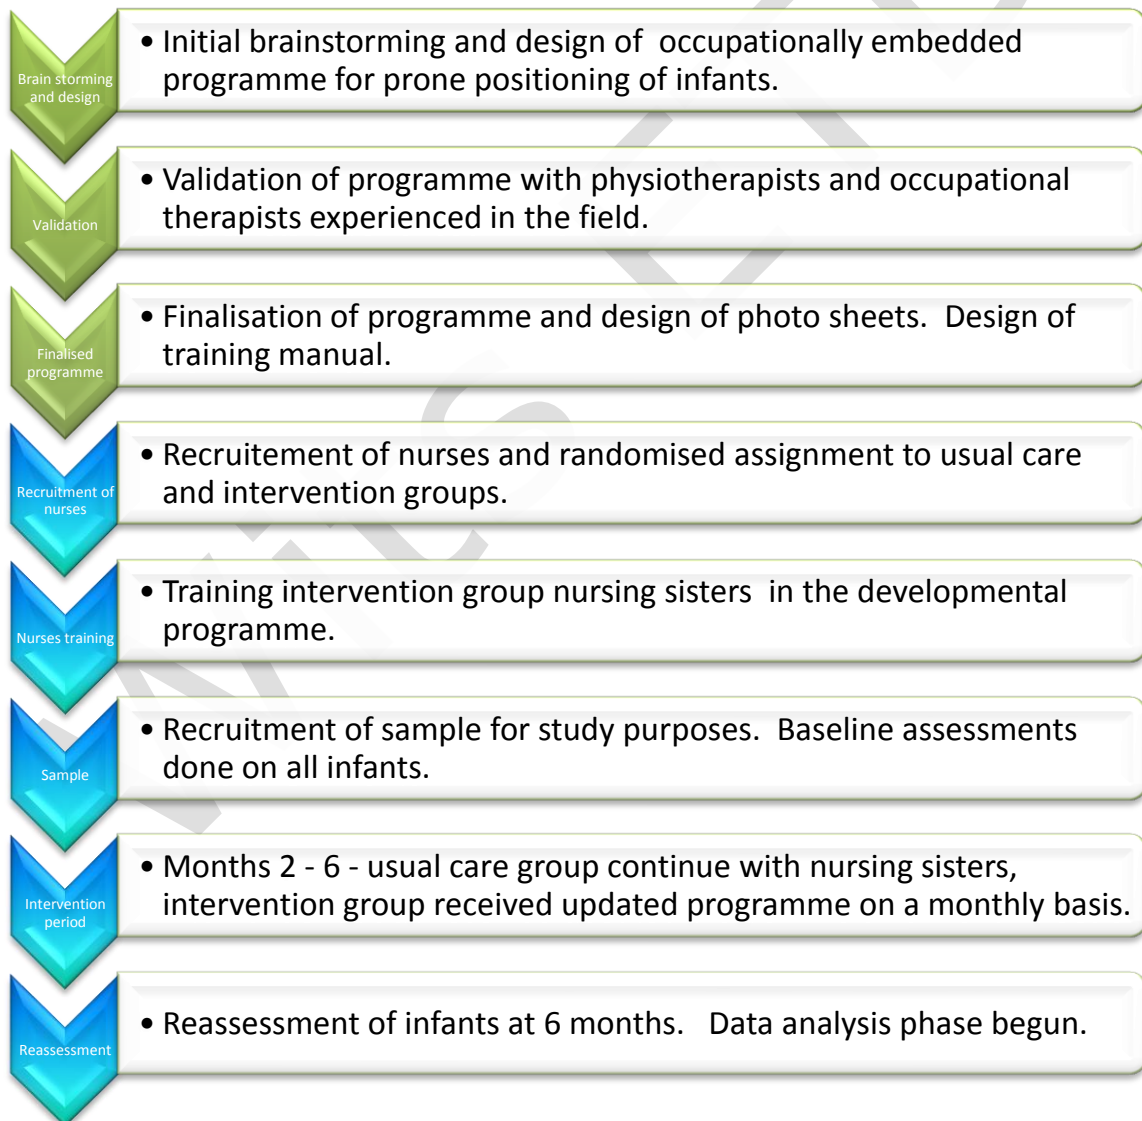 Brain storming
and design
• Initial brainstorming and design of  occupationally embedded
programme for prone positioning of infants.
Validation
• Validation of programme with physiotherapists and occupational
therapists experienced in the field.
Finalised
programme
• Finalisation of programme and design of photo sheets.  Design of
training manual.
Recruitment of
nurses
• Recruitement of nurses and randomised assignment to usual care
and intervention groups.
Nurses training
• Training intervention group nursing sisters  in the developmental
programme.
Sample
• Recruitment of sample for study purposes.  Baseline assessments
done on all infants.
Intervention
period
• Months 2 - 6 - usual care group continue with nursing sisters,
intervention group received updated programme on a monthly basis.
Reassessment
• Reassessment of infants at 6 months.   Data analysis phase begun.
Wits